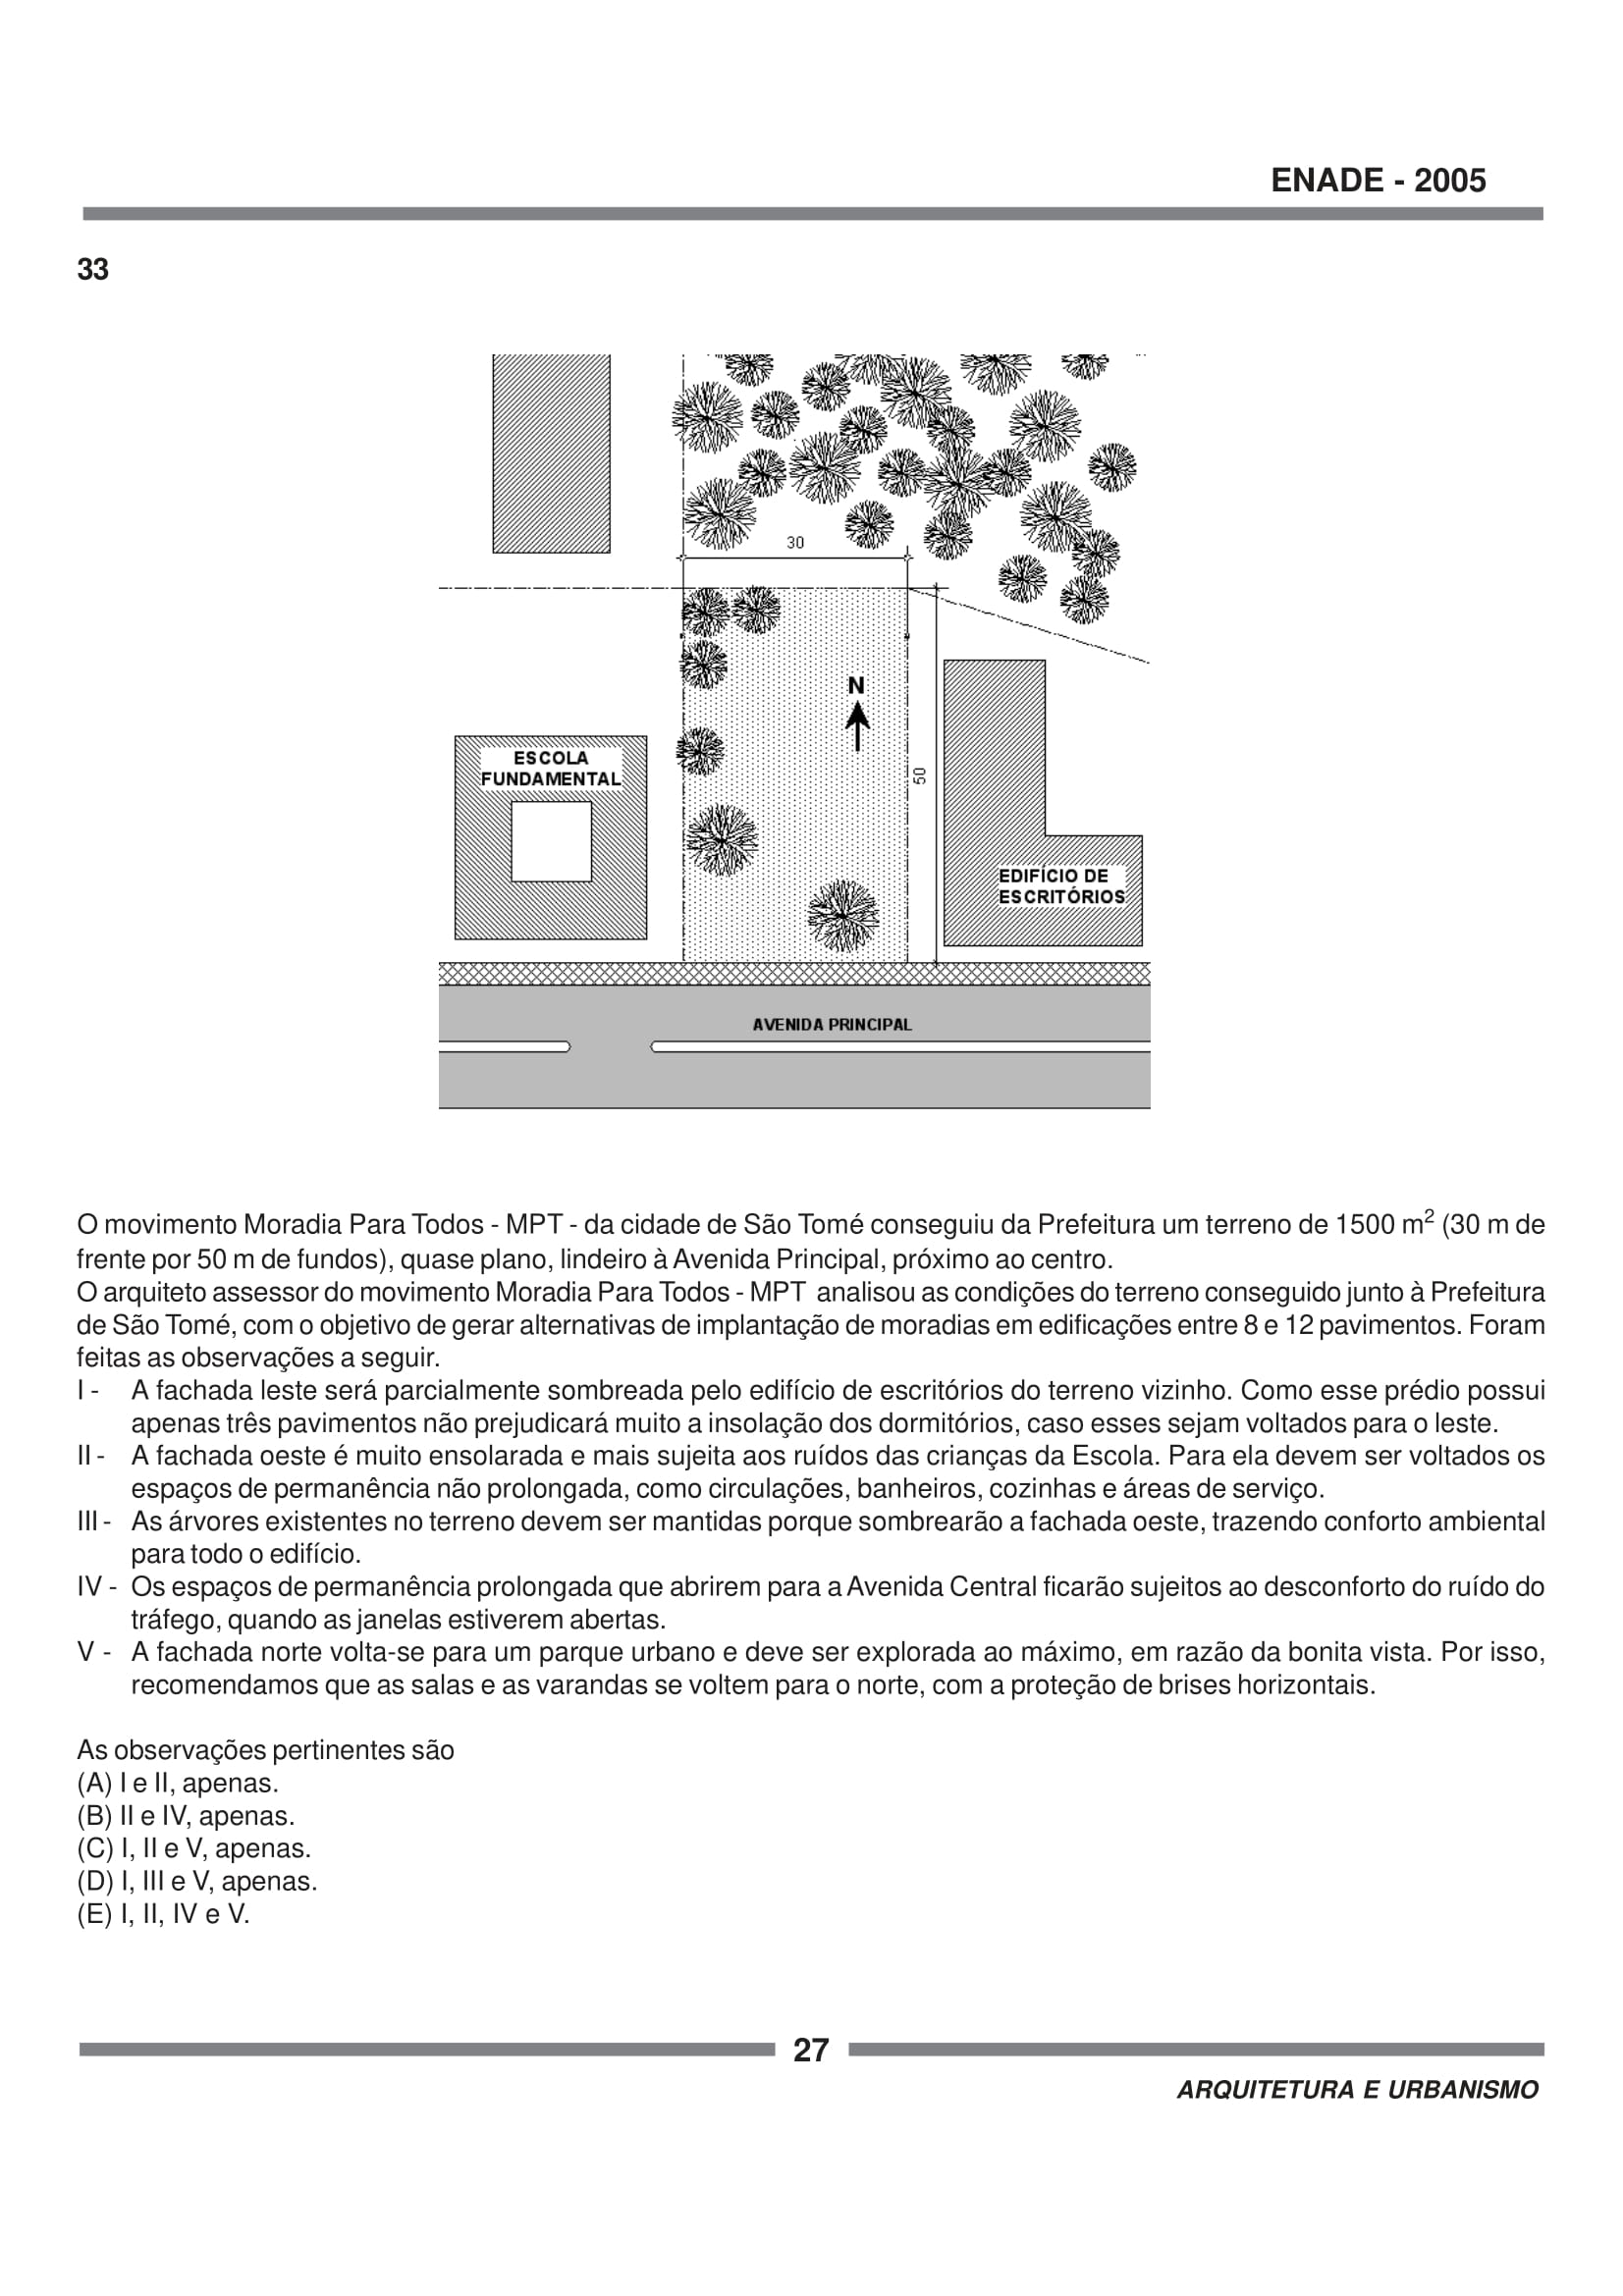 ENADE - 2005
33
30
N
50
ESCOLA
FUNDAMENTAL
EDIFÍCIO DE
ESCRITÓRIOS
AVENIDA PRINCIPAL
O movimento Moradia Para Todos - MPT - da cidade de São Tomé conseguiu da Prefeitura um terreno de 1500 m² (30 m de
frente por 50 m de fundos), quase plano, lindeiro à Avenida Principal, próximo ao centro.
O arquiteto assessor do movimento Moradia Para Todos - MPT analisou as condições do terreno conseguido junto à Prefeitura
de São Tomé, com o objetivo de gerar alternativas de implantação de moradias em edificações entre 8 e 12 pavimentos. Foram
feitas as observações a seguir.
I - A fachada leste será parcialmente sombreada pelo edifício de escritórios do terreno vizinho. Como esse prédio possui
apenas três pavimentos não prejudicará muito a insolação dos dormitórios, caso esses sejam voltados para o leste.
II - A fachada oeste é muito ensolarada e mais sujeita aos ruídos das crianças da Escola. Para ela devem ser voltados os
espaços de permanência não prolongada, como circulações, banheiros, cozinhas e áreas de serviço.
III - As árvores existentes no terreno devem ser mantidas porque sombrearão a fachada oeste, trazendo conforto ambiental
para todo o edifício.
IV - Os espaços de permanência prolongada que abrirem para a Avenida Central ficarão sujeitos ao desconforto do ruído do
tráfego, quando as janelas estiverem abertas.
V - A fachada norte volta-se para um parque urbano e deve ser explorada ao máximo, em razão da bonita vista. Por isso,
recomendamos que as salas e as varandas se voltem para o norte, com a proteção de brises horizontais.
As observações pertinentes são
(A) I e II, apenas.
(B) II e IV, apenas.
(C) I, II e V, apenas.
(D) I, III e V, apenas.
(E) I, II, IV e V.
27
ARQUITETURA E URBANISMO